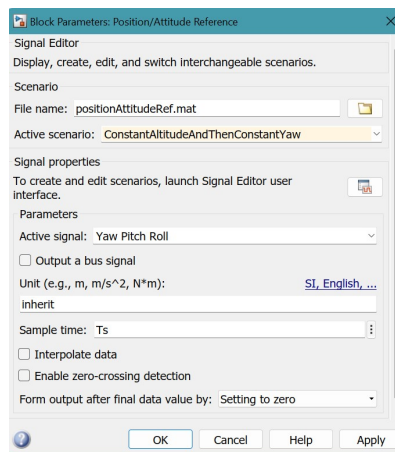 Block Parameters: Position/Attitude Reference
Signal Editor
Display, create, edit, and switch interchangeable scenarios.
Scenario
File name: positionAttitudeRef.mat
Active scenario: ConstantAltitudeAndThenConstantYaw
Signal properties
To create and edit scenarios, launch Signal Editor user
interface.
Parameters
Active signal: Yaw Pitch Roll
Output a bus signal
Unit (e.g., m, m/s^2, N*m): SI, English, ...
inherit
Sample time: Ts
Interpolate data
Enable zero-crossing detection
Form output after final data value by: Setting to zero
OK Cancel Help Apply